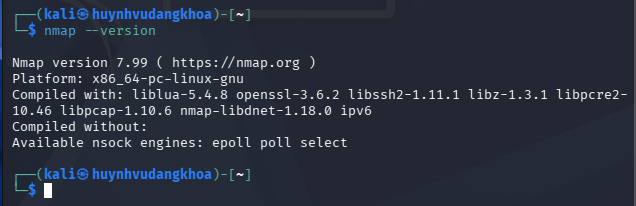 ┌──(kali㉿huynhvudangkhoa)-[~]
└─$ nmap --version

Nmap version 7.99 ( https://nmap.org )
Platform: x86_64-pc-linux-gnu
Compiled with: liblua-5.4.8 openssl-3.6.2 libssh2-1.11.1 libz-1.3.1 libpcre2-
10.46 libpcap-1.10.6 nmap-libdnet-1.18.0 ipv6
Compiled without:
Available nsock engines: epoll poll select

┌──(kali㉿huynhvudangkhoa)-[~]
└─$